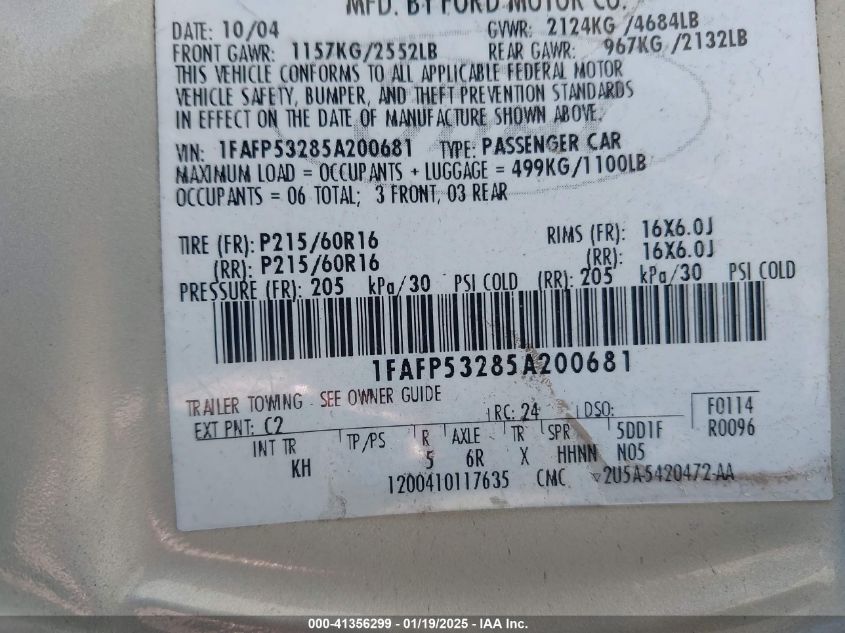 MFD. BY FORD MOTOR CO.
DATE: 10/04 GVWR: 2124KG /4684LB
FRONT GAWR: 1157KG/2552LB REAR GAWR: 967KG /2132LB
THIS VEHICLE CONFORMS TO ALL APPLICABLE FEDERAL MOTOR
VEHICLE SAFETY, BUMPER, AND THEFT PREVENTION STANDARDS
IN EFFECT ON THE DATE OF MANUFACTURE SHOWN ABOVE.
VIN: 1FAFP53285A200681 TYPE: PASSENGER CAR
MAXIMUM LOAD = OCCUPANTS + LUGGAGE = 499KG/1100LB
OCCUPANTS = 06 TOTAL; 3 FRONT, 03 REAR
TIRE (FR): P215/60R16 RIMS (FR): 16X6.0J
(RR): P215/60R16 (RR): 16X6.0J
PRESSURE (FR): 205 kPa/30 PSI COLD (RR): 205 kPa/30 PSI COLD
1FAFP53285A200681
TRAILER TOWING - SEE OWNER GUIDE
EXT PNT: C2 RC: 24 DSO: F0114
INT TR TP/PS R AXLE TR SPR 5DD1F R0096
KH 5 6R X HHNN N05
1200410117635 CMC 2U5A-5420472-AA
000-41356299 - 01/19/2025 - IAA Inc.